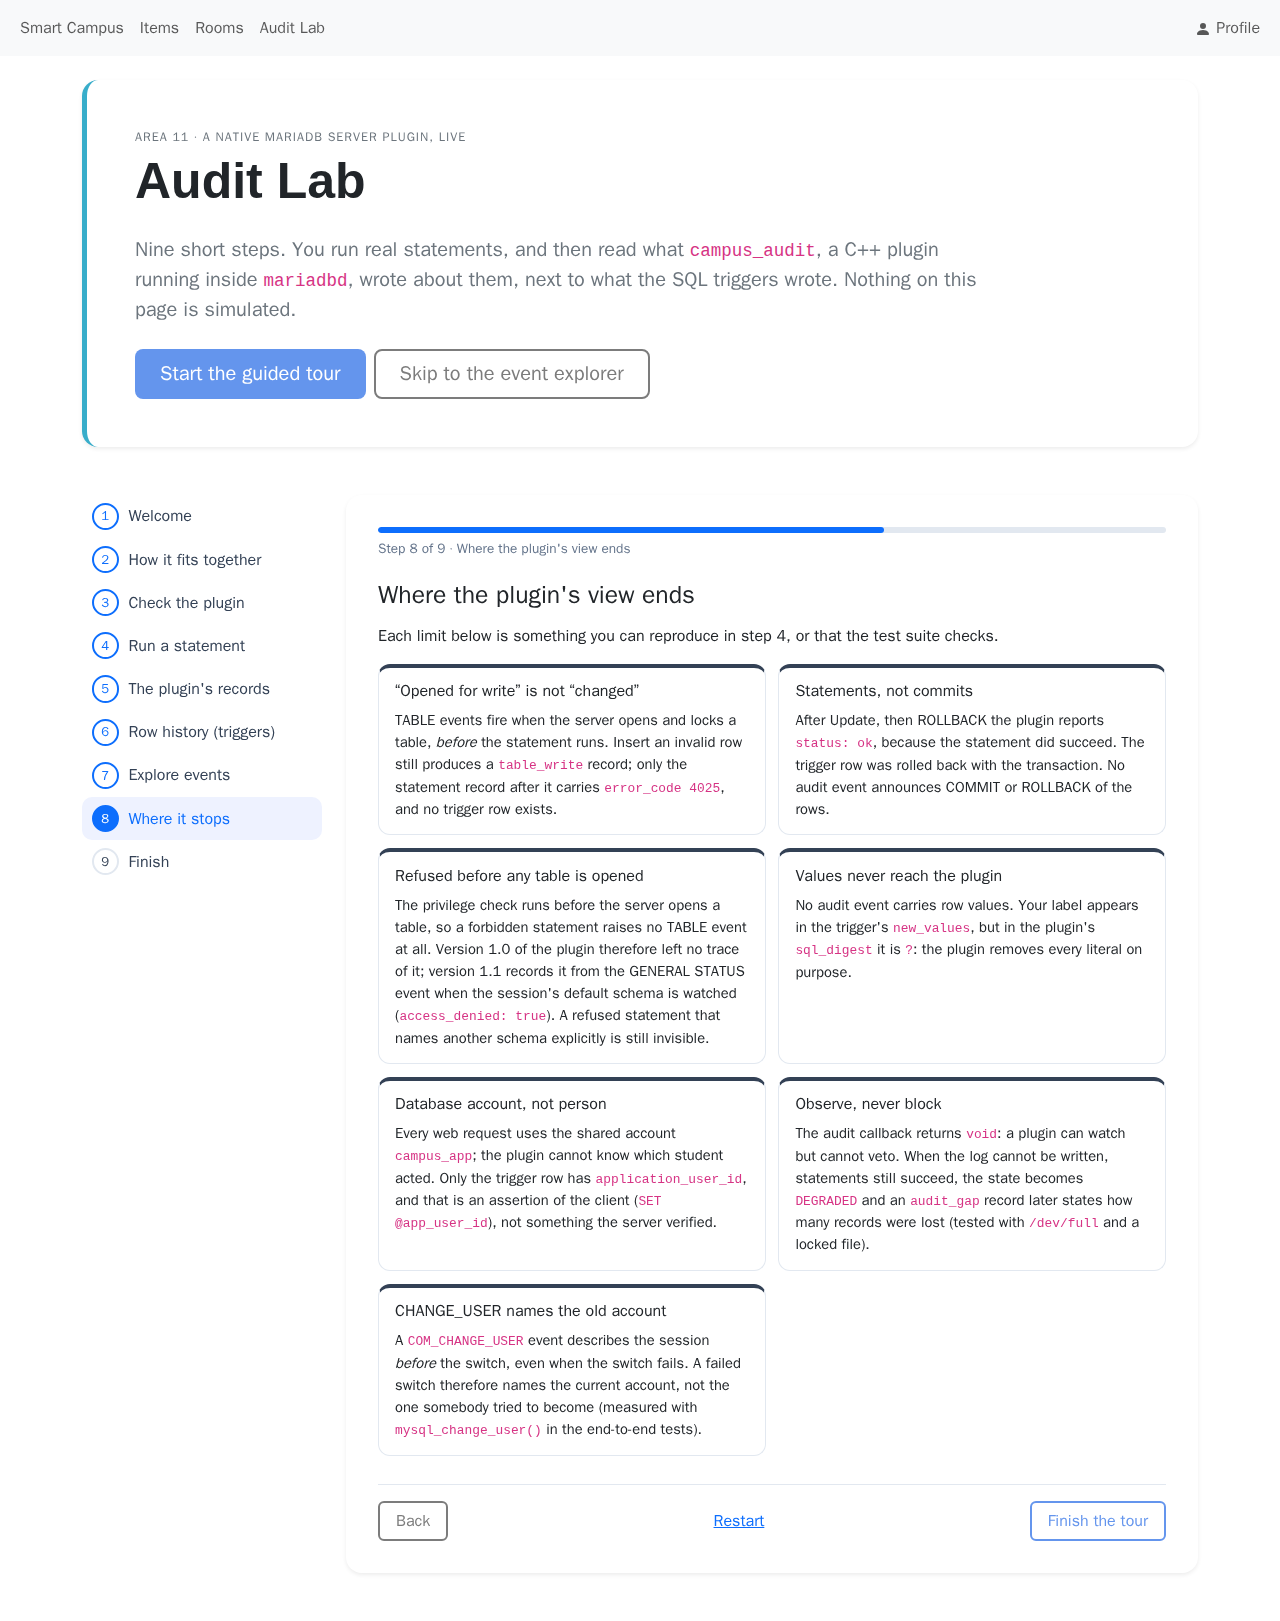 Smart Campus Items Rooms Audit Lab Profile
AREA 11 · A NATIVE MARIADB SERVER PLUGIN, LIVE
Audit Lab
Nine short steps. You run real statements, and then read what campus_audit, a C++ plugin
running inside mariadbd, wrote about them, next to what the SQL triggers wrote. Nothing on this
page is simulated.
Start the guided tour Skip to the event explorer
1 Welcome
2 How it fits together
3 Check the plugin
4 Run a statement
5 The plugin's records
6 Row history (triggers)
7 Explore events
8 Where it stops
9 Finish
Step 8 of 9 · Where the plugin's view ends
Where the plugin's view ends
Each limit below is something you can reproduce in step 4, or that the test suite checks.
“Opened for write” is not “changed”
TABLE events fire when the server opens and locks a
table, before the statement runs. Insert an invalid row
still produces a table_write record; only the
statement record after it carries error_code 4025,
and no trigger row exists.
Statements, not commits
After Update, then ROLLBACK the plugin reports
status: ok, because the statement did succeed. The
trigger row was rolled back with the transaction. No
audit event announces COMMIT or ROLLBACK of the
rows.
Refused before any table is opened
The privilege check runs before the server opens a
table, so a forbidden statement raises no TABLE event
at all. Version 1.0 of the plugin therefore left no trace
of it; version 1.1 records it from the GENERAL STATUS
event when the session's default schema is watched
(access_denied: true). A refused statement that
names another schema explicitly is still invisible.
Values never reach the plugin
No audit event carries row values. Your label appears
in the trigger's new_values, but in the plugin's
sql_digest it is ?: the plugin removes every literal on
purpose.
Database account, not person
Every web request uses the shared account
campus_app; the plugin cannot know which student
acted. Only the trigger row has application_user_id,
and that is an assertion of the client (SET
@app_user_id), not something the server verified.
Observe, never block
The audit callback returns void: a plugin can watch
but cannot veto. When the log cannot be written,
statements still succeed, the state becomes
DEGRADED and an audit_gap record later states how
many records were lost (tested with /dev/full and a
locked file).
CHANGE_USER names the old account
A COM_CHANGE_USER event describes the session
before the switch, even when the switch fails. A failed
switch therefore names the current account, not the
one somebody tried to become (measured with
mysql_change_user() in the end-to-end tests).
Back Restart Finish the tour